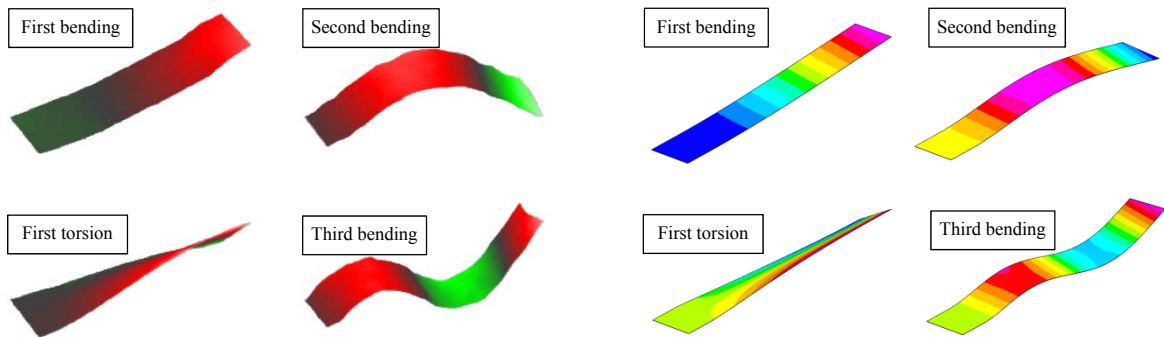 First bending
Second bending
First bending
Second bending
First torsion
Third bending
First torsion
Third bending